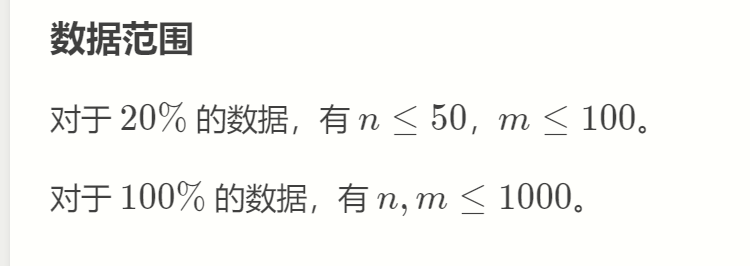 数据范围
对于 20% 的数据，有 n ≤ 50，m ≤ 100。
对于 100% 的数据，有 n, m ≤ 1000。